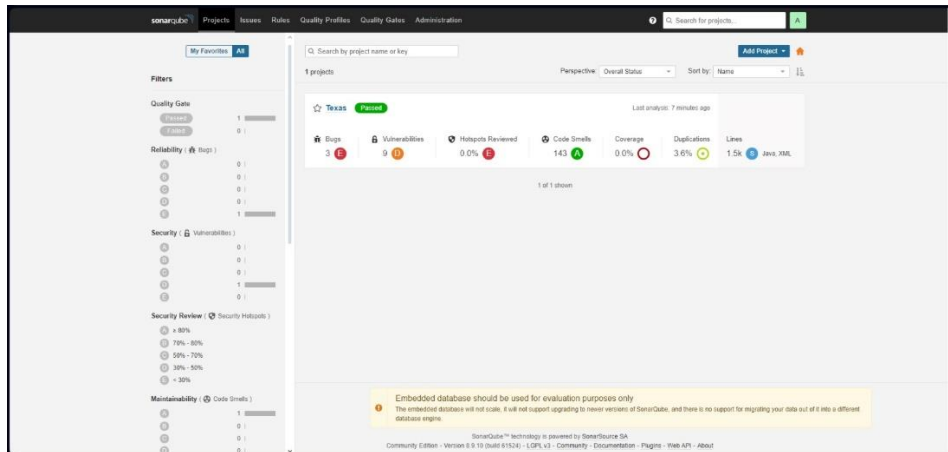 sonarqube Projects Issues Rules Quality Profiles Quality Gates Administration Search for projects... A
My Favorites All
Search by project name or key
Add Project
1 projects
Perspective: Overall Status Sort by: Name
Filters
Quality Gate
Passed 1
Failed 0
Reliability ( Bugs )
A 0
B 0
C 0
D 0
E 1
Security ( Vulnerabilities )
A 0
B 0
C 0
D 1
E 0
Security Review ( Security Hotspots )
A ≥ 80%
B 70% - 80%
C 50% - 70%
D 30% - 50%
E < 30%
Maintainability ( Code Smells )
A 1
B 0
C 0
D 0
Texas Passed
Last analysis: 7 minutes ago
Bugs Vulnerabilities Hotspots Reviewed Code Smells Coverage Duplications Lines
3 E 9 D 0.0% E 143 A 0.0% 3.6% 1.5k S Java, XML
1 of 1 shown
Embedded database should be used for evaluation purposes only
The embedded database will not scale, it will not support upgrading to newer versions of SonarQube, and there is no support for migrating your data out of it into a different
database engine.
SonarQube™ technology is powered by SonarSource SA
Community Edition - Version 8.9.10 (build 61524) - LGPL v3 - Community - Documentation - Plugins - Web API - About